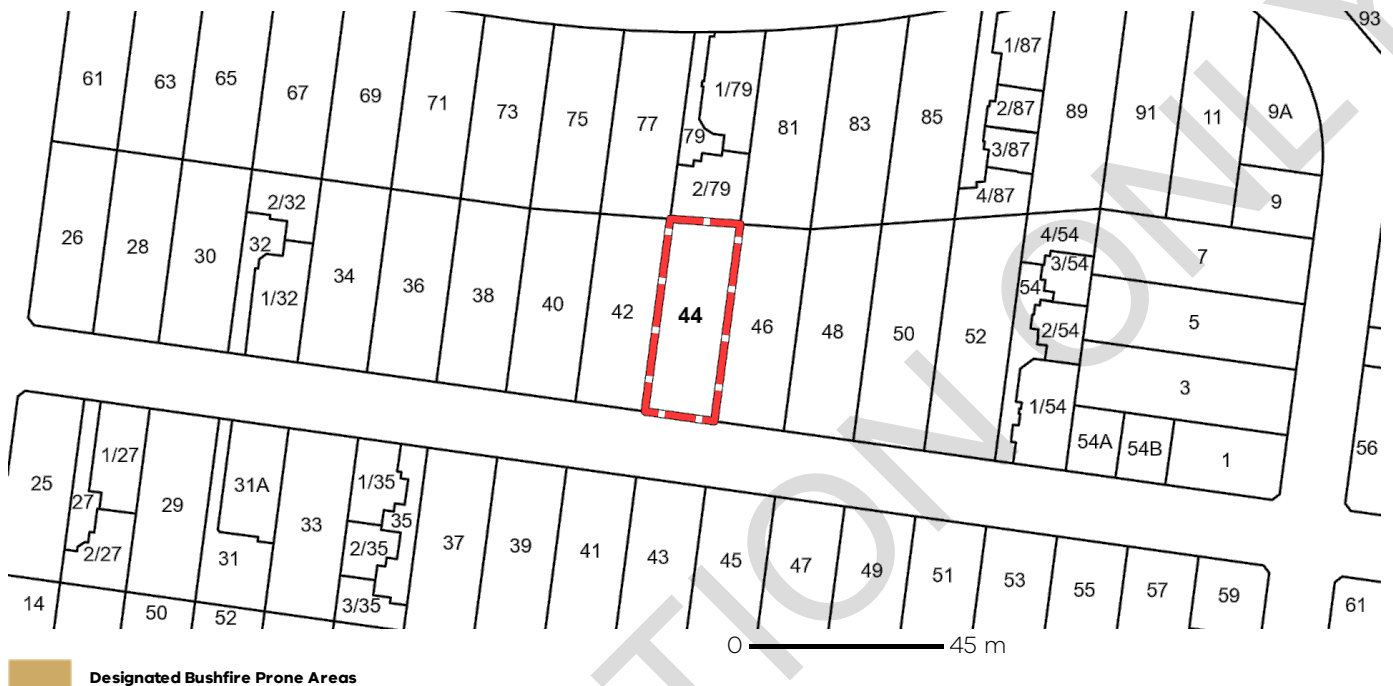 93
61 63 65 67 69 71 73 75 77 79 1/79 81 83 85 1/87 89 91 11 9A
2/87
3/87
2/79 4/87 9
26 28 30 2/32 32 1/32 34 36 38 40 42 44 46 48 50 52 4/54 7
3/54
54
2/54 5
1/54 3
54A 54B 1 56
25 27 1/27 29 31A 33 1/35 35 37 39 41 43 45 47 49 51 53 55 57 59 61
2/27 31 2/35
14 50 52 3/35
TION ONLY
0 45 m
Designated Bushfire Prone Areas